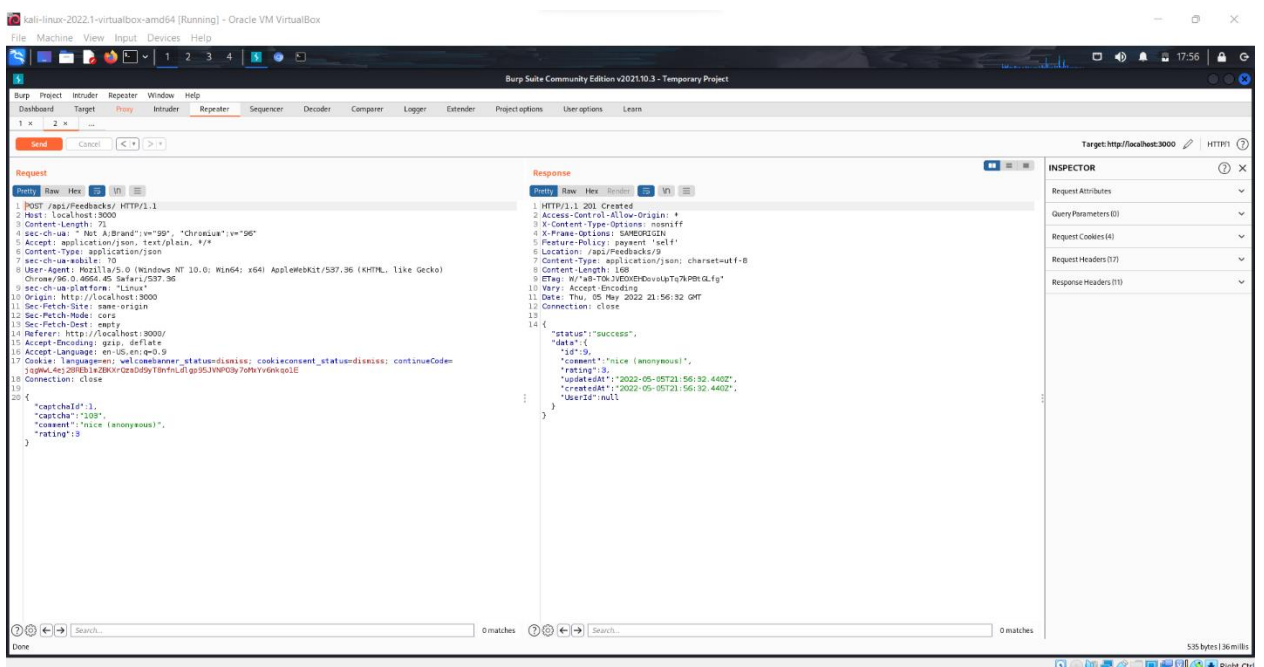 kali-linux-2022.1-virtualbox-amd64 [Running] - Oracle VM VirtualBox
File Machine View Input Devices Help
1 2 3 4
17:56
Burp Suite Community Edition v2021.10.3 - Temporary Project
Burp Project Intruder Repeater Window Help
Dashboard Target Proxy Intruder Repeater Sequencer Decoder Comparer Logger Extender Project options User options Learn
1 × 2 × ...
Send Cancel < >
Target: http://localhost:3000 HTTP/1
Request
Pretty Raw Hex \n
1 POST /api/Feedbacks/ HTTP/1.1
2 Host: localhost:3000
3 Content-Length: 71
4 sec-ch-ua: " Not A;Brand";v="99", "Chromium";v="96"
5 Accept: application/json, text/plain, */*
6 Content-Type: application/json
7 sec-ch-ua-mobile: ?0
8 User-Agent: Mozilla/5.0 (Windows NT 10.0; Win64; x64) AppleWebKit/537.36 (KHTML, like Gecko)
Chrome/96.0.4664.45 Safari/537.36
9 sec-ch-ua-platform: "Linux"
10 Origin: http://localhost:3000
11 Sec-Fetch-Site: same-origin
12 Sec-Fetch-Mode: cors
13 Sec-Fetch-Dest: empty
14 Referer: http://localhost:3000/
15 Accept-Encoding: gzip, deflate
16 Accept-Language: en-US,en;q=0.9
17 Cookie: language=en; welcomebanner_status=dismiss; cookieconsent_status=dismiss; continueCode=
18 Connection: close
19
20 {
"captchaId":1,
"captcha":"103",
"comment":"nice (anonymous)",
"rating":3
}
Search...
0 matches
Response
Pretty Raw Hex Render \n
1 HTTP/1.1 201 Created
2 Access-Control-Allow-Origin: *
3 X-Content-Type-Options: nosniff
4 X-Frame-Options: SAMEORIGIN
5 Feature-Policy: payment 'self'
6 Location: /api/Feedbacks/9
7 Content-Type: application/json; charset=utf-8
8 Content-Length: 168
9 ETag:
10 Vary: Accept-Encoding
11 Date: Thu, 05 May 2022 21:56:32 GMT
12 Connection: close
13
14 {
"status":"success",
"data":{
"id":9,
"comment":"nice (anonymous)",
"rating":3,
"updatedAt":"2022-05-05T21:56:32.440Z",
"createdAt":"2022-05-05T21:56:32.440Z",
"UserId":null
}
}
Search...
0 matches
INSPECTOR
Request Attributes
Query Parameters (0)
Request Cookies (4)
Request Headers (17)
Response Headers (11)
Done
535 bytes | 36 millis
Right Ctrl